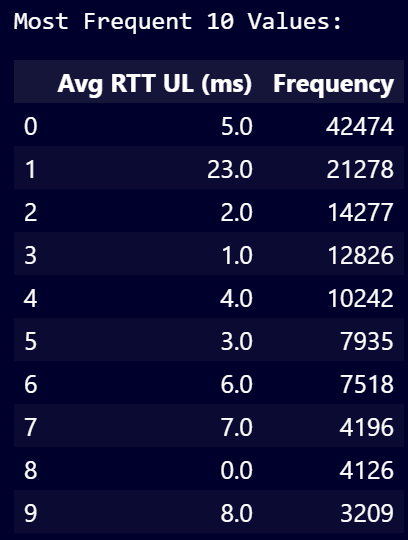 Most Frequent 10 Values:
Avg RTT UL (ms) Frequency
0 5.0 42474
1 23.0 21278
2 2.0 14277
3 1.0 12826
4 4.0 10242
5 3.0 7935
6 6.0 7518
7 7.0 4196
8 0.0 4126
9 8.0 3209